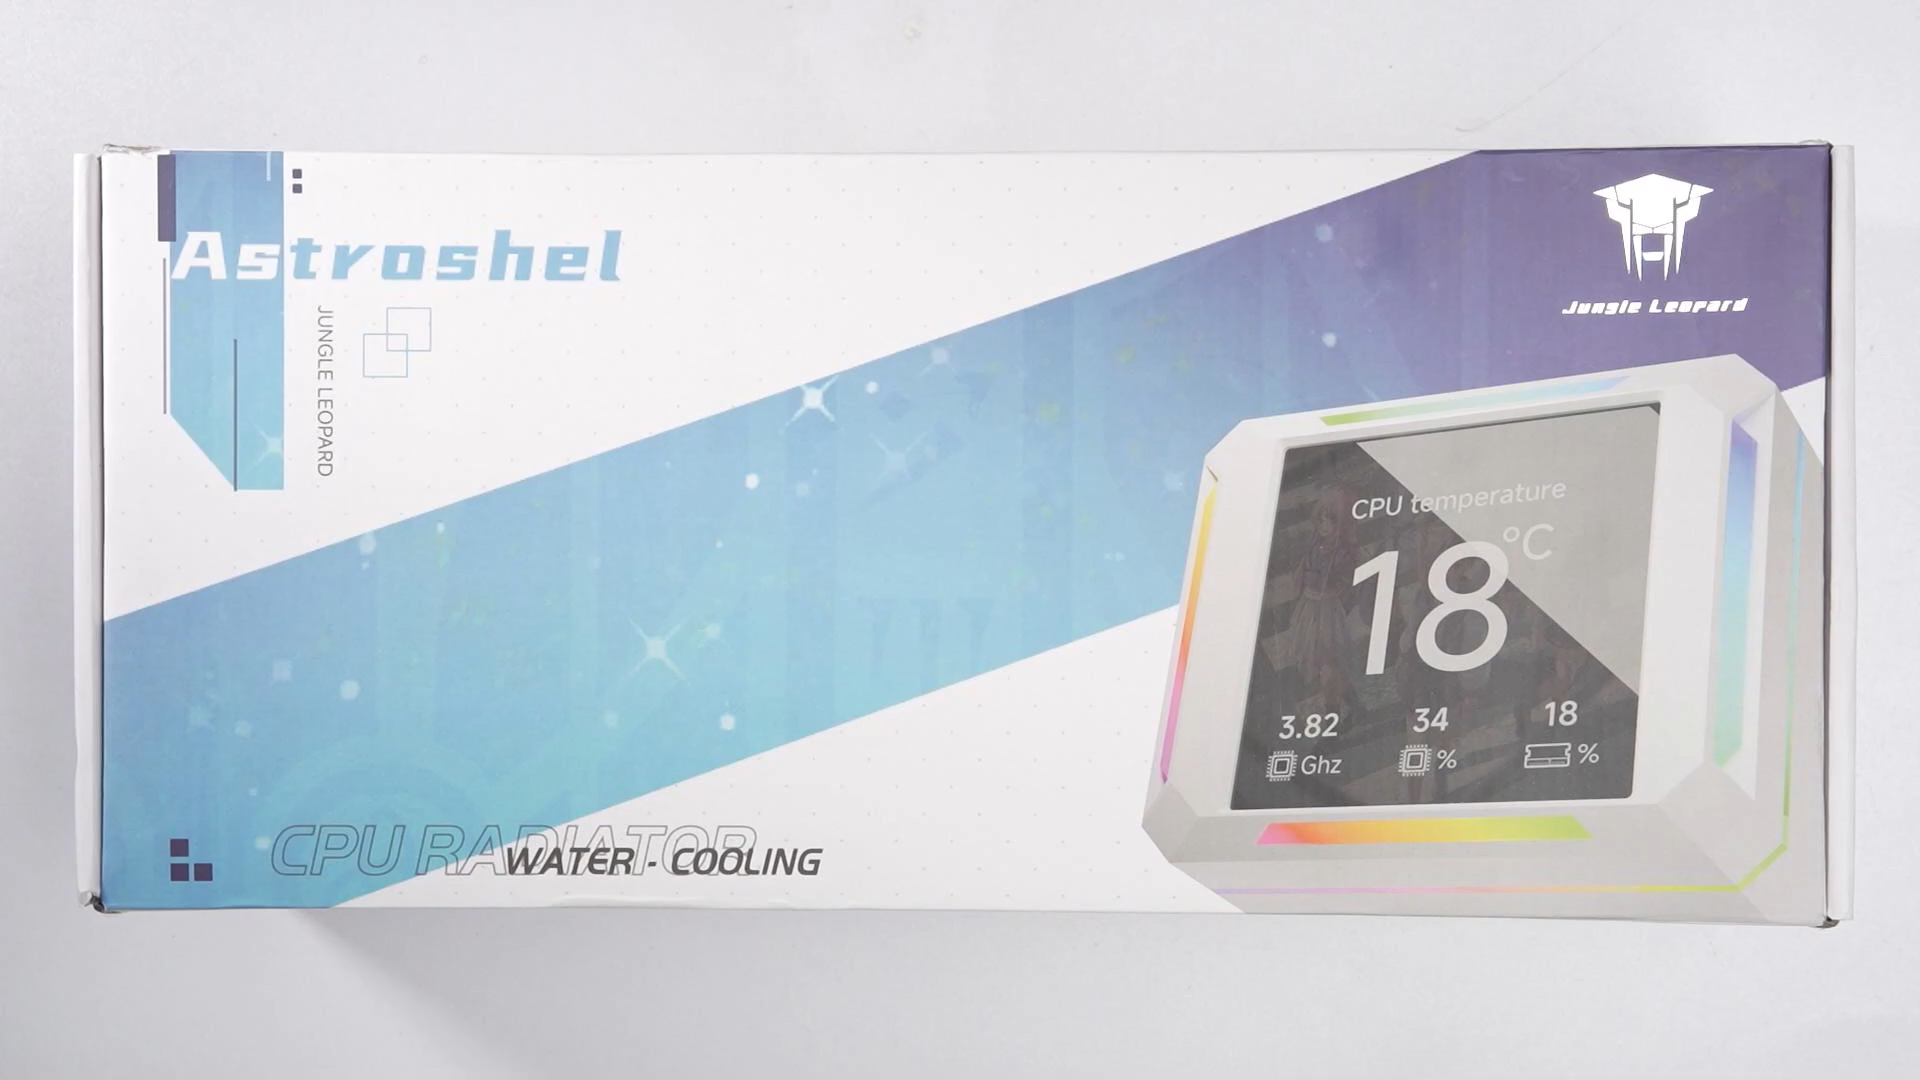 Astroshel
JUNGLE LEOPARD
Jungle Leopard
CPU temperature
18°C
3.82 34 18
Ghz % %
CPU RADIATOR
WATER - COOLING